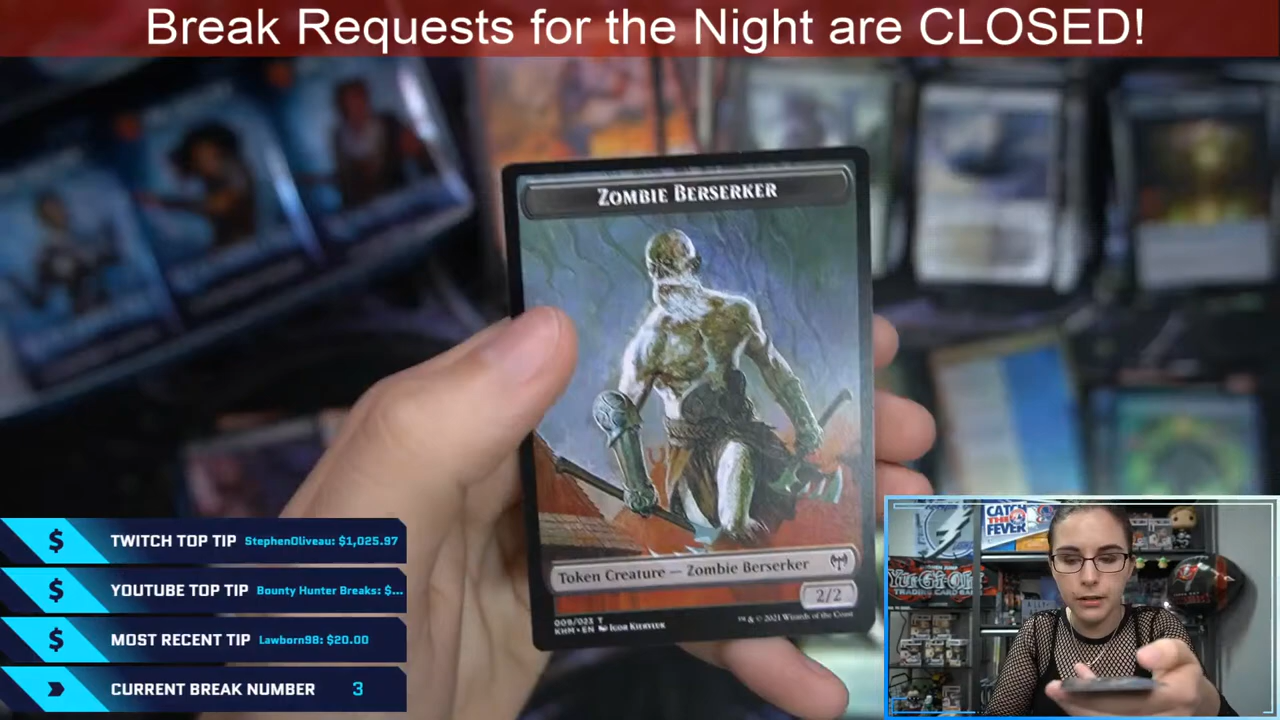 Break Requests for the Night are CLOSED!
ZOMBIE BERSERKER
Token Creature — Zombie Berserker
2/2
009/023 T
KHM • EN IGOR KIERYLUK
™ & © 2021 Wizards of the Coast
TWITCH TOP TIP StephenOliveau: $1,025.97
YOUTUBE TOP TIP Bounty Hunter Breaks: $...
MOST RECENT TIP Lawborn98: $20.00
CURRENT BREAK NUMBER 3
CATCH
THE
FEVER
Yu-Gi-Oh!
TRADING CARD